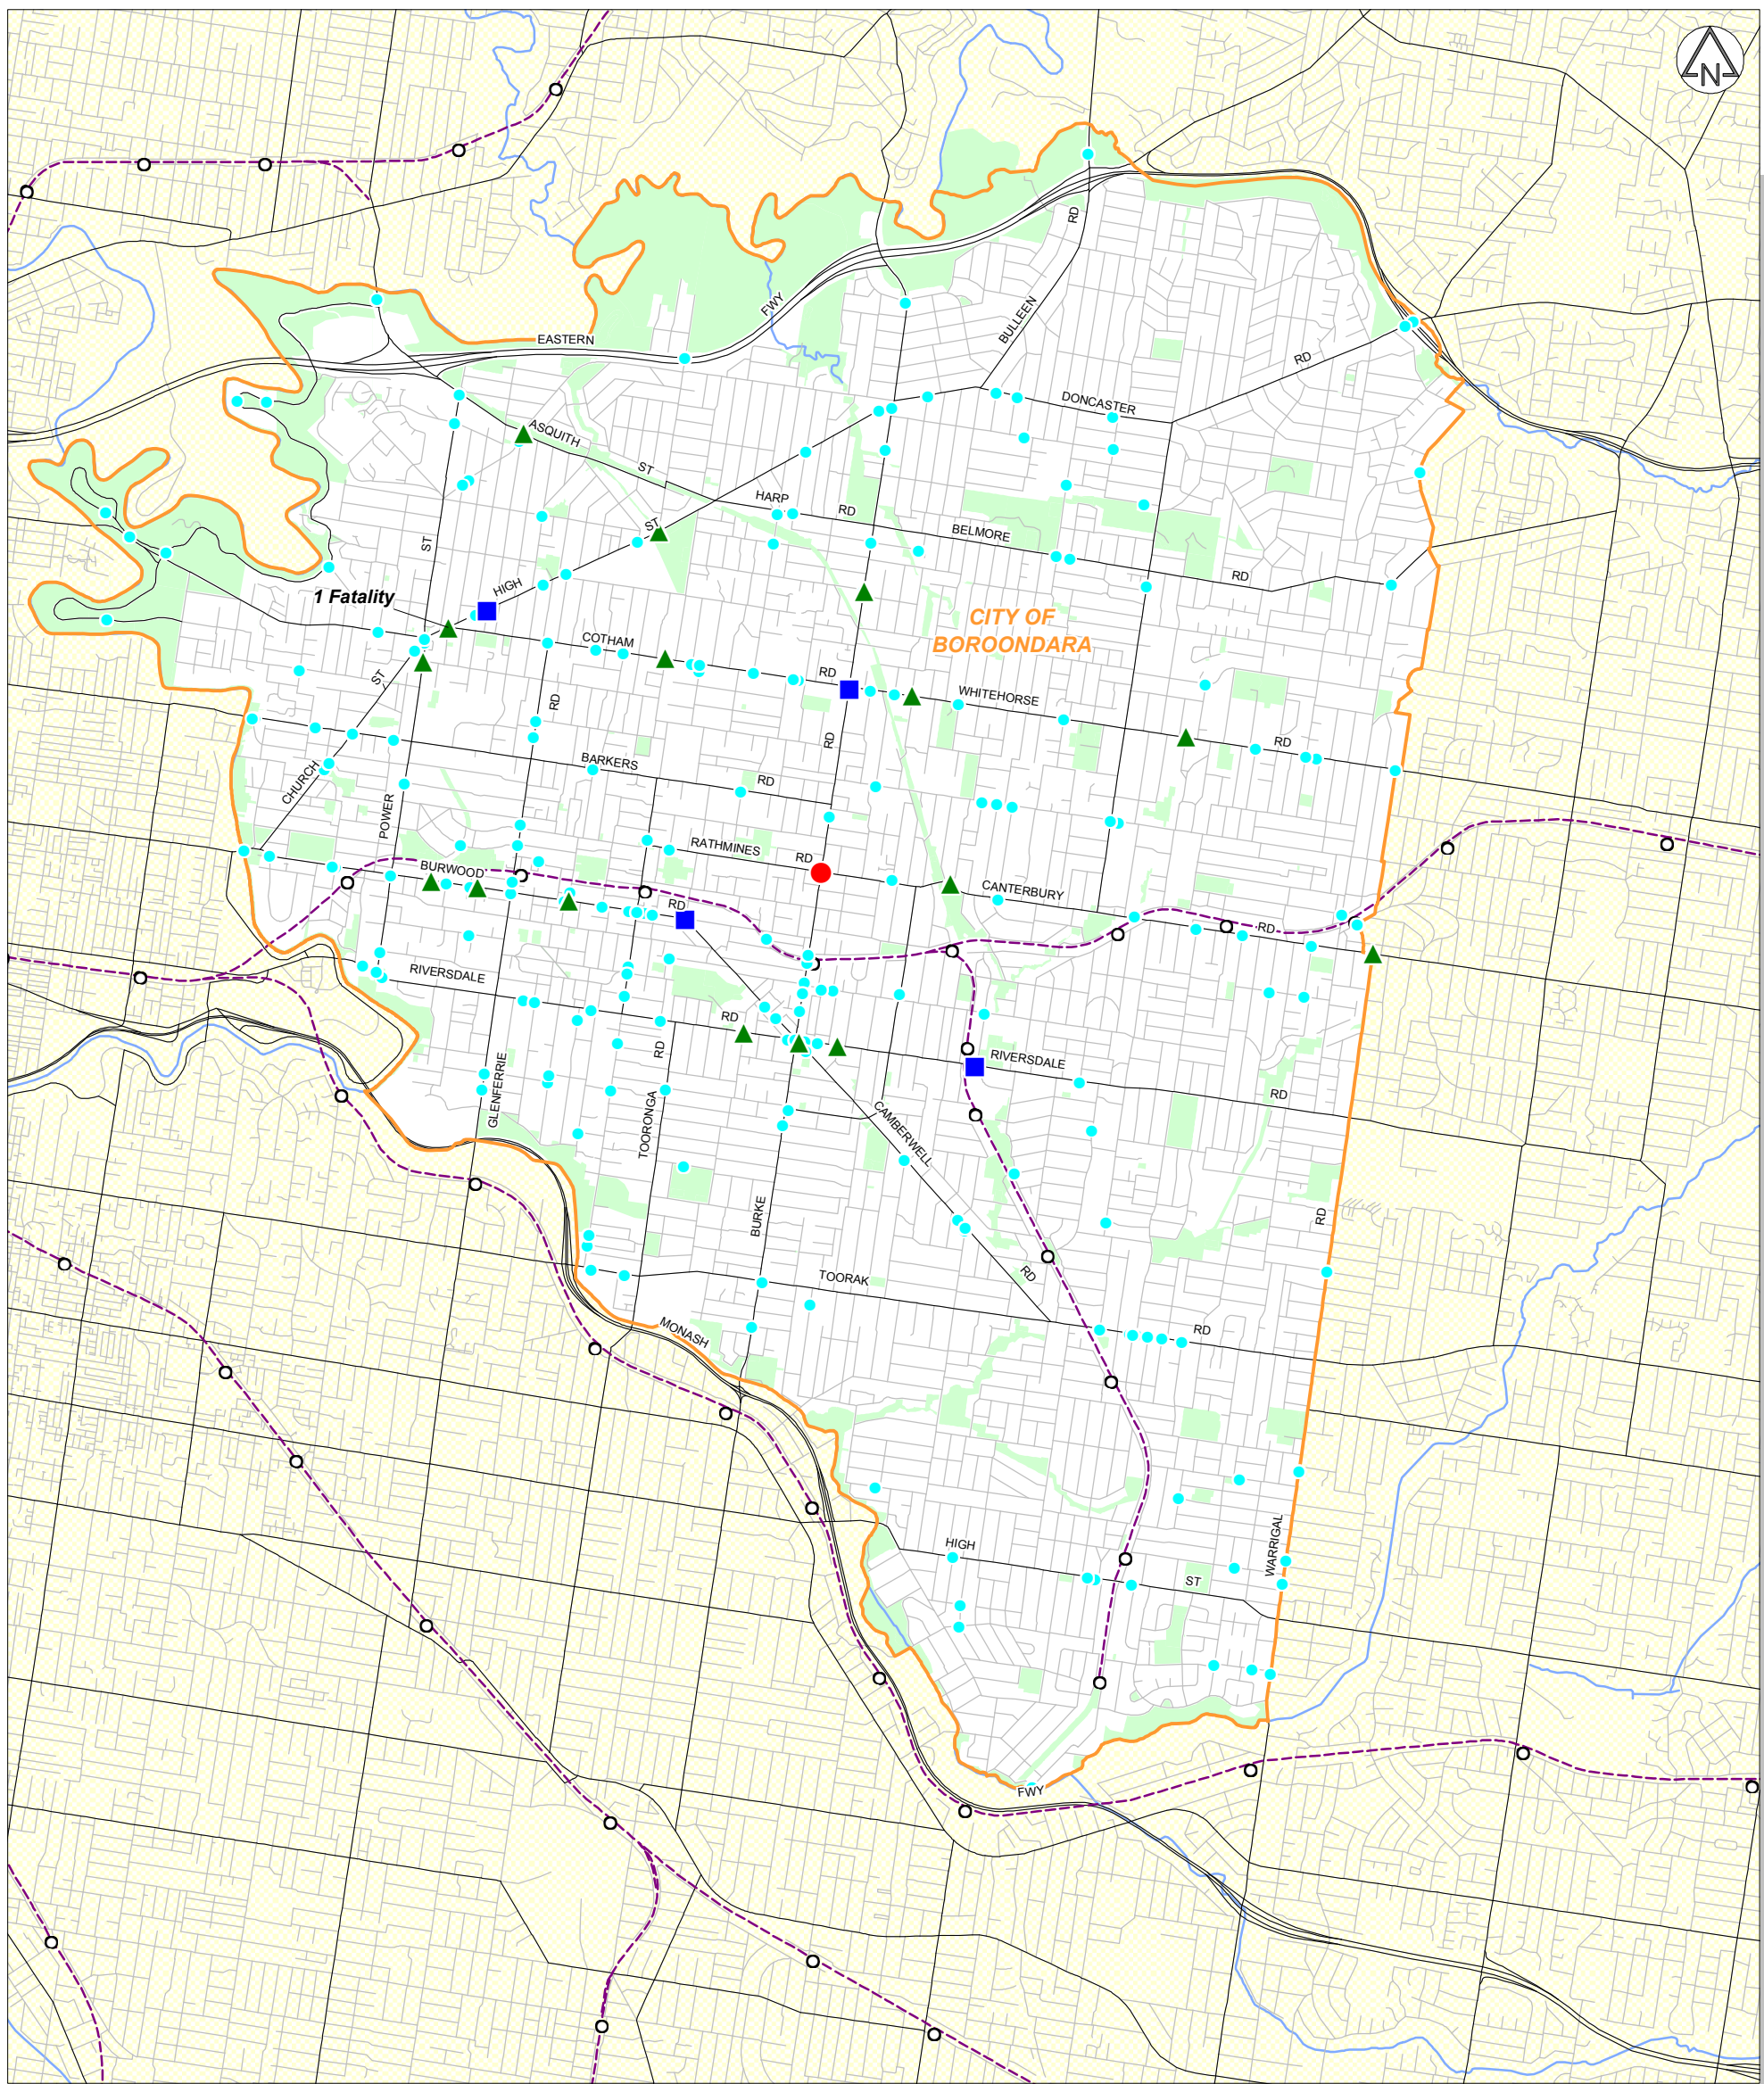 N
RD
FWY
EASTERN
BULLEEN
RD
DONCASTER
ASQUITH
ST
HARP
RD
ST
BELMORE
ST
RD
HIGH
1 Fatality
CITY OF
BOROONDARA
COTHAM
RD
ST
WHITEHORSE
RD
RD
RD
BARKERS
RD
CHURCH
POWER
RATHMINES
RD
BURWOOD
CANTERBURY
RD
RD
RIVERSDALE
RD
RD
RIVERSDALE
RD
GLENFERRIE
TOORONGA
CAMBERWELL
BURKE
RD
RD
TOORAK
MONASH
RD
HIGH
WARRIGAL
ST
FWY